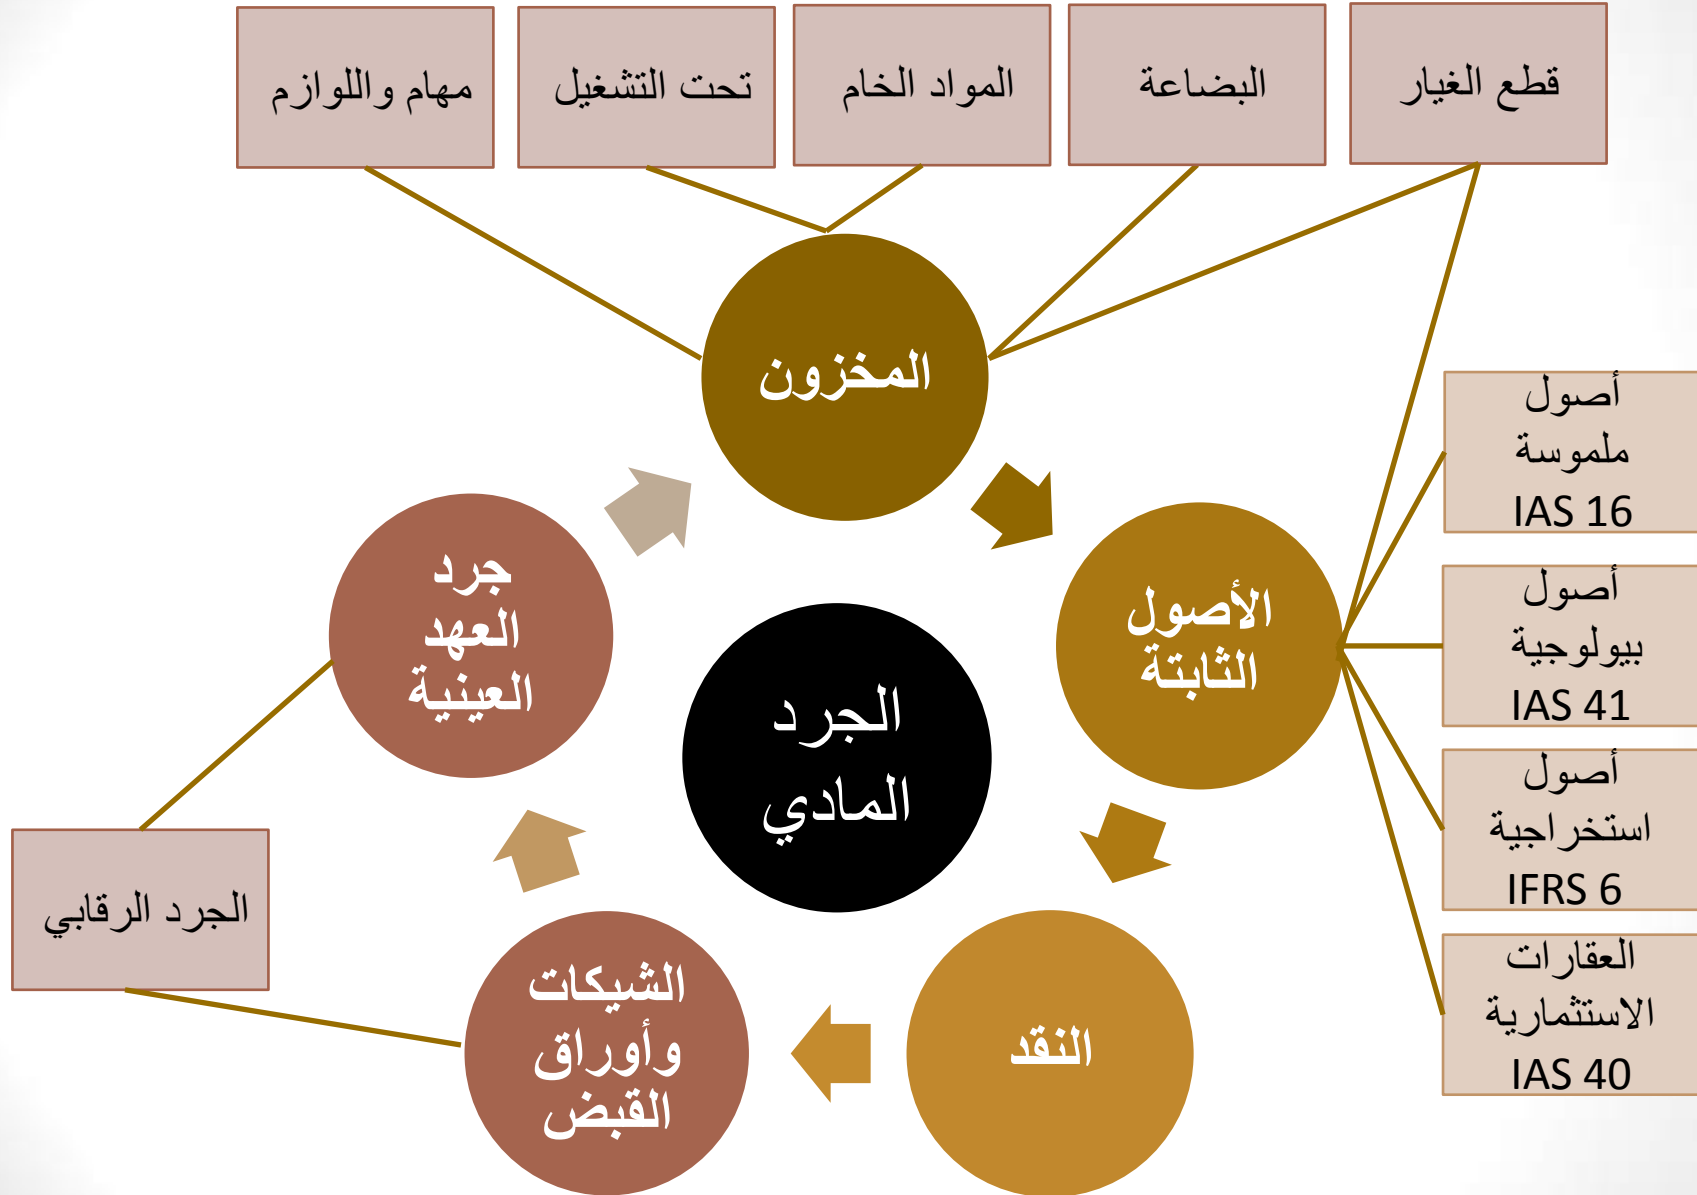 قطع الغيار
البضاعة
المواد الخام
تحت التشغيل
مهام واللوازم
المخزون
أصول
ملموسة
IAS 16
أصول
بيولوجية
IAS 41
أصول
استخراجية
IFRS 6
العقارات
الاستثمارية
IAS 40
الأصول
الثابتة
جرد
العهد
العينية
الجرد
المادي
الجرد الرقابي
النقد
الشيكات
وأوراق
القبض